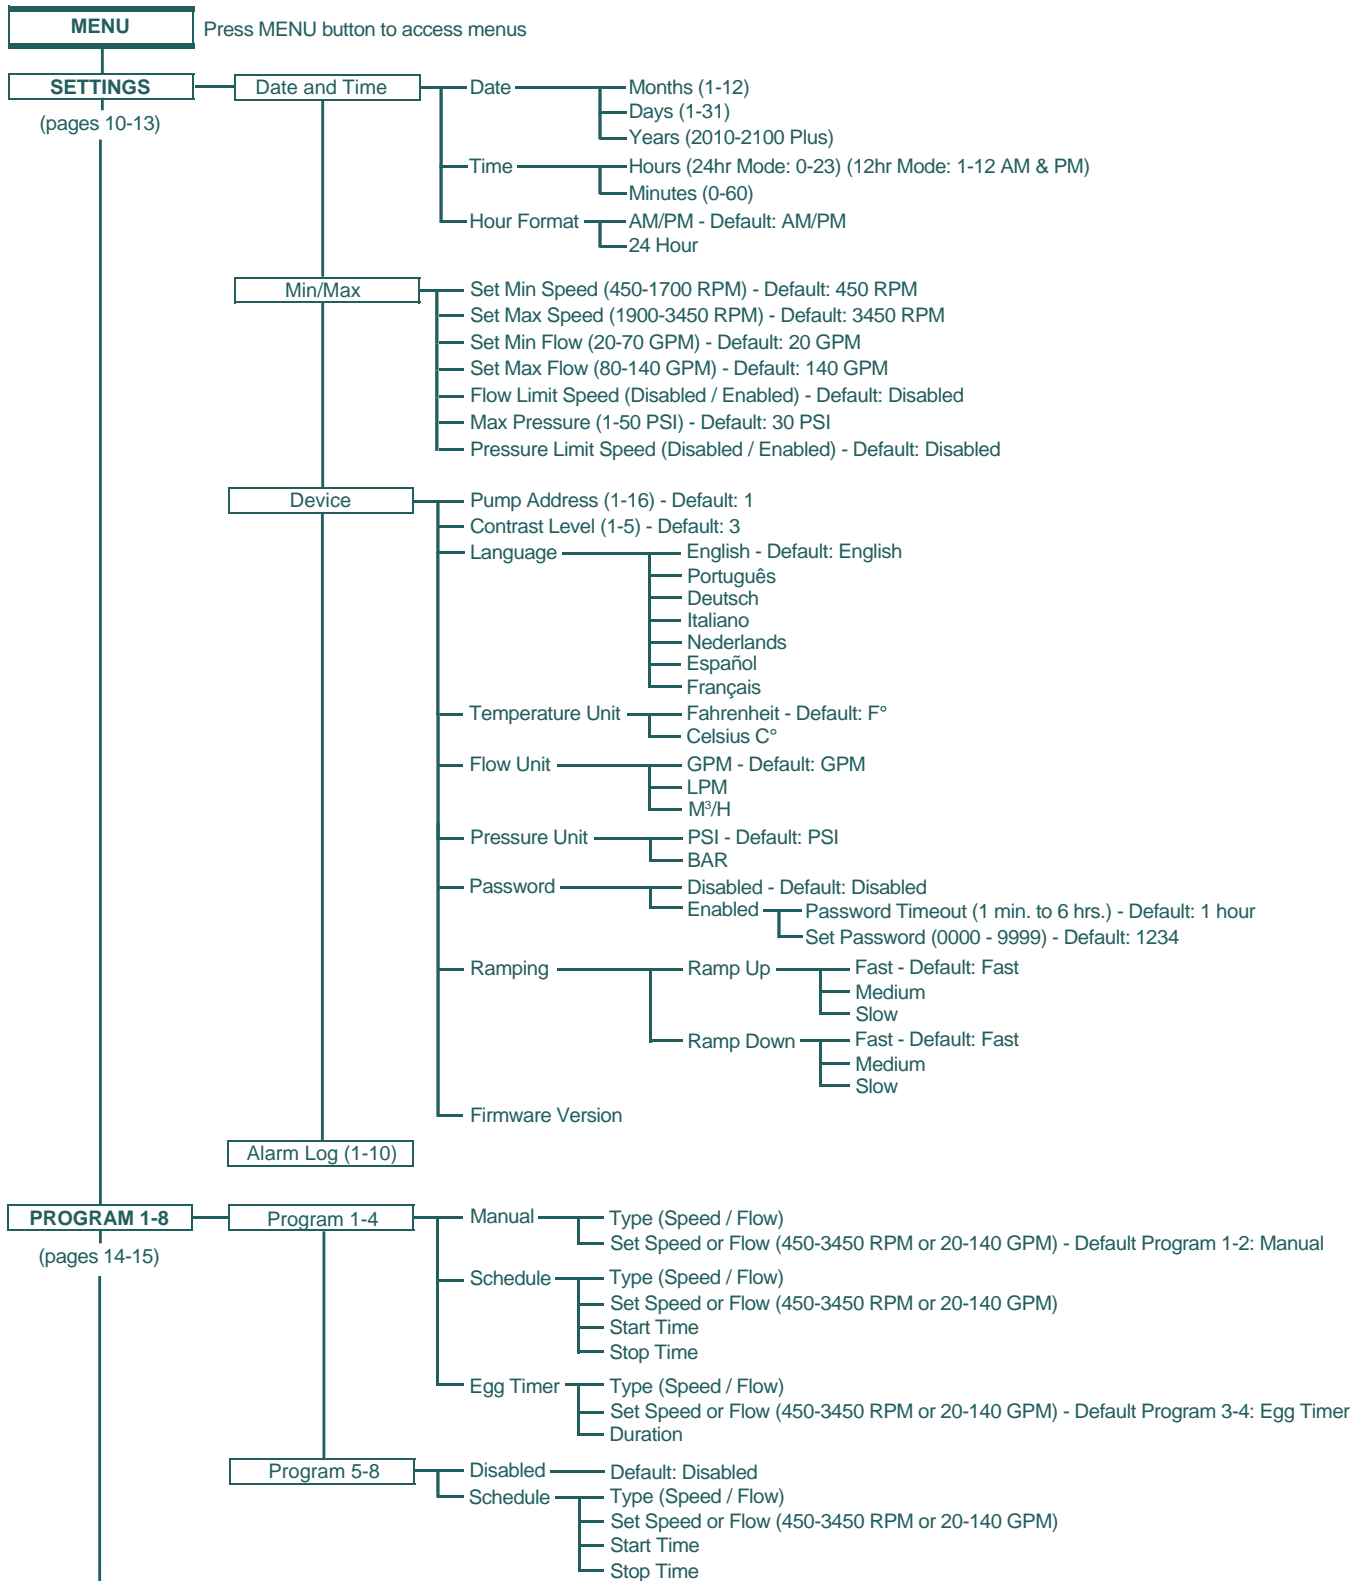 MENU
Press MENU button to access menus
SETTINGS
(pages 10-13)
Date and Time
Date
Months (1-12)
Days (1-31)
Years (2010-2100 Plus)
Time
Hours (24hr Mode: 0-23) (12hr Mode: 1-12 AM & PM)
Minutes (0-60)
Hour Format
AM/PM - Default: AM/PM
24 Hour
Min/Max
Set Min Speed (450-1700 RPM) - Default: 450 RPM
Set Max Speed (1900-3450 RPM) - Default: 3450 RPM
Set Min Flow (20-70 GPM) - Default: 20 GPM
Set Max Flow (80-140 GPM) - Default: 140 GPM
Flow Limit Speed (Disabled / Enabled) - Default: Disabled
Max Pressure (1-50 PSI) - Default: 30 PSI
Pressure Limit Speed (Disabled / Enabled) - Default: Disabled
Device
Pump Address (1-16) - Default: 1
Contrast Level (1-5) - Default: 3
Language
English - Default: English
Português
Deutsch
Italiano
Nederlands
Español
Français
Temperature Unit
Fahrenheit - Default: F°
Celsius C°
Flow Unit
GPM - Default: GPM
LPM
M³/H
Pressure Unit
PSI - Default: PSI
BAR
Password
Disabled - Default: Disabled
Enabled
Password Timeout (1 min. to 6 hrs.) - Default: 1 hour
Set Password (0000 - 9999) - Default: 1234
Ramping
Ramp Up
Fast - Default: Fast
Medium
Slow
Ramp Down
Fast - Default: Fast
Medium
Slow
Firmware Version
Alarm Log (1-10)
PROGRAM 1-8
(pages 14-15)
Program 1-4
Manual
Type (Speed / Flow)
Set Speed or Flow (450-3450 RPM or 20-140 GPM) - Default Program 1-2: Manual
Schedule
Type (Speed / Flow)
Set Speed or Flow (450-3450 RPM or 20-140 GPM)
Start Time
Stop Time
Egg Timer
Type (Speed / Flow)
Set Speed or Flow (450-3450 RPM or 20-140 GPM) - Default Program 3-4: Egg Timer
Duration
Program 5-8
Disabled
Default: Disabled
Schedule
Type (Speed / Flow)
Set Speed or Flow (450-3450 RPM or 20-140 GPM)
Start Time
Stop Time